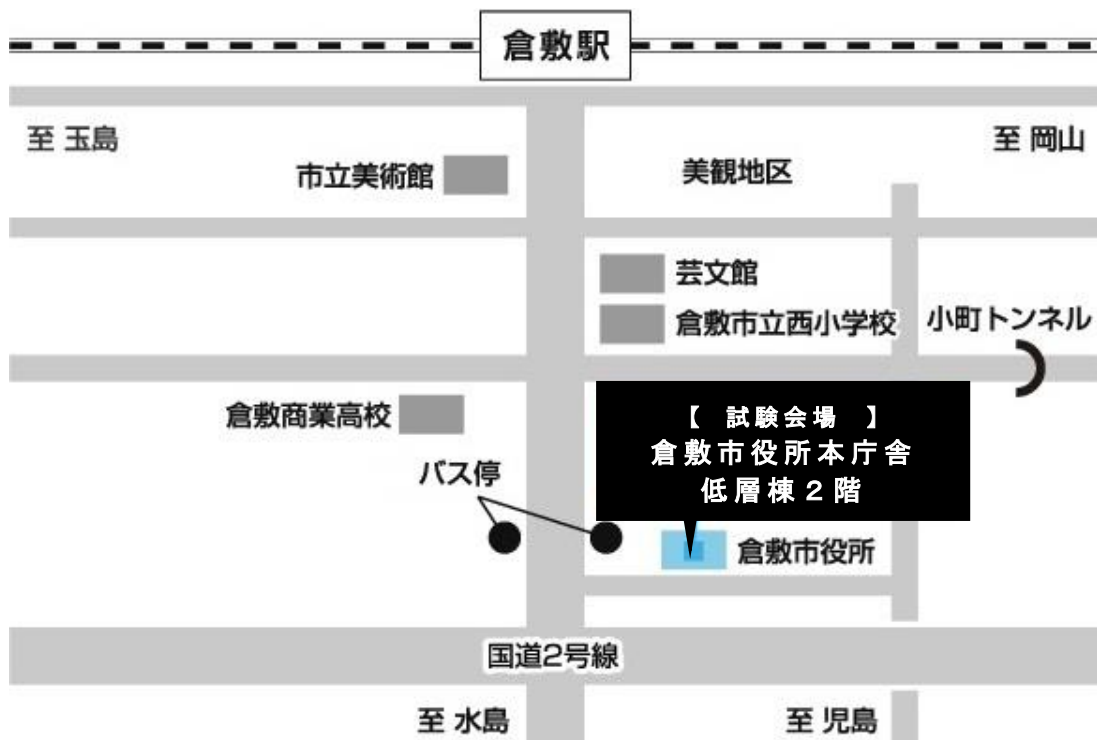 倉敷駅
至 玉島
至 岡山
市立美術館
美観地区
芸文館
倉敷市立西小学校
小町トンネル
倉敷商業高校
【 試験会場 】
倉敷市役所本庁舎
低層棟2階
バス停
倉敷市役所
国道2号線
至 水島
至 児島